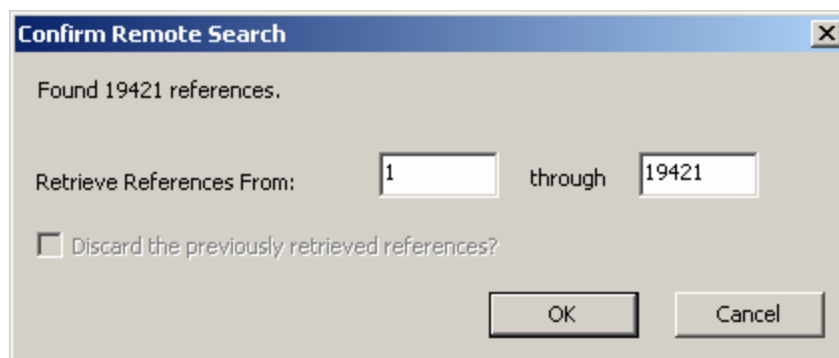 Confirm Remote Search
Found 19421 references.
Retrieve References From: 1 through 19421
Discard the previously retrieved references?
OK Cancel